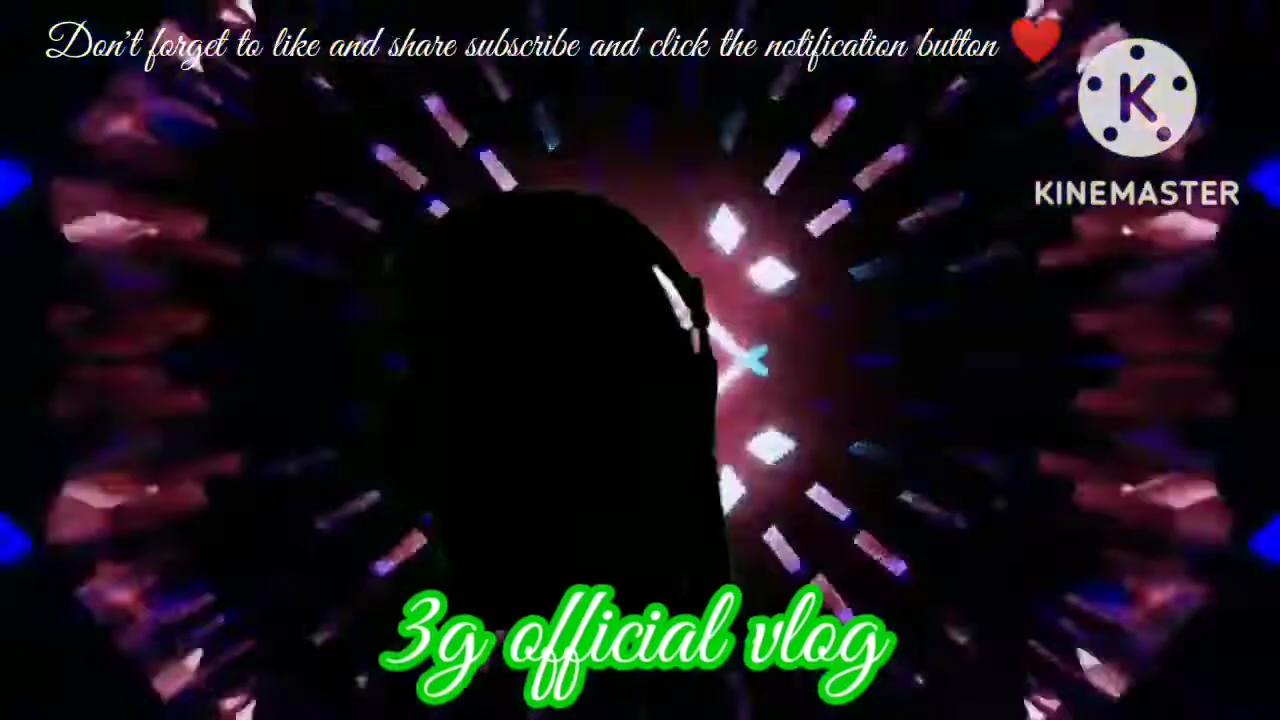 Don't forget to like and share subscribe and click the notification button ❤️
K
KINEMASTER
3g official vlog